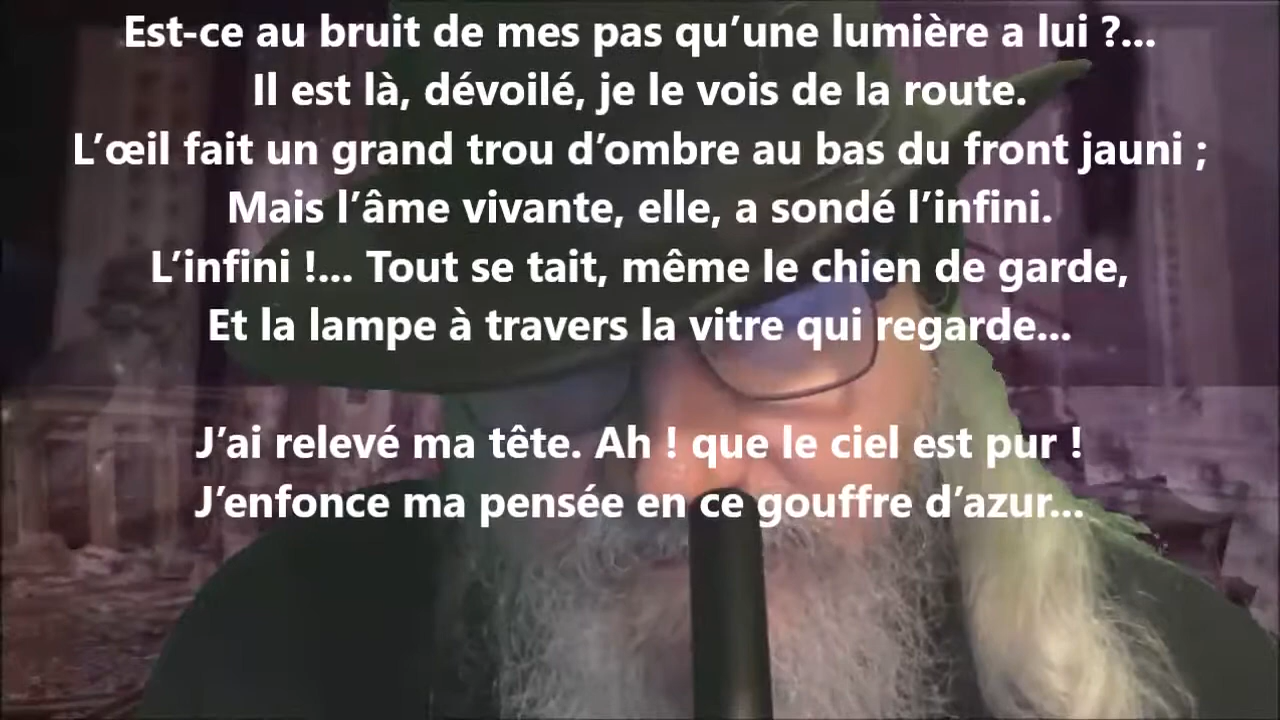 Est-ce au bruit de mes pas qu’une lumière a lui ?...
Il est là, dévoilé, je le vois de la route.
L’œil fait un grand trou d’ombre au bas du front jauni ;
Mais l’âme vivante, elle, a sondé l’infini.
L’infini !... Tout se tait, même le chien de garde,
Et la lampe à travers la vitre qui regarde...
J’ai relevé ma tête. Ah ! que le ciel est pur !
J’enfonce ma pensée en ce gouffre d’azur...